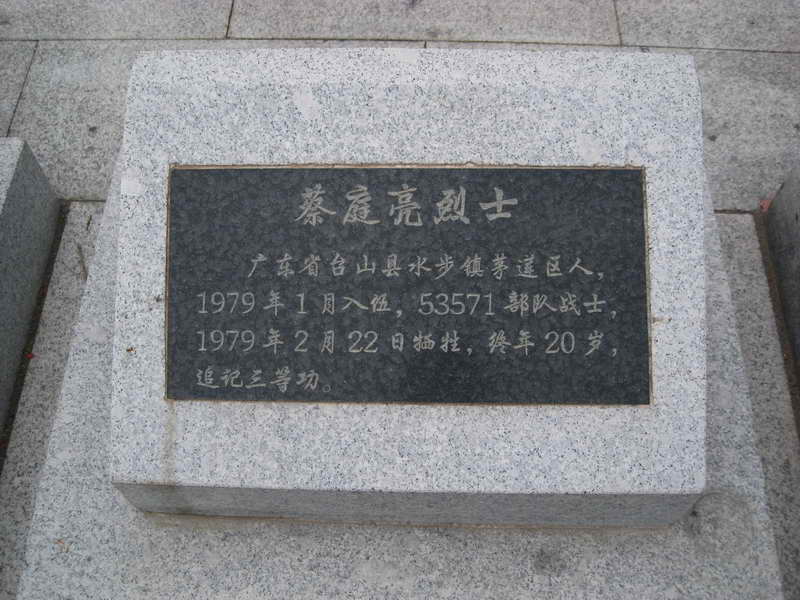 蔡庭亮烈士
广东省台山县水步镇茅莲区人，
1979年1月入伍，53571部队战士，
1979年2月22日牺牲，终年20岁，
追记三等功。